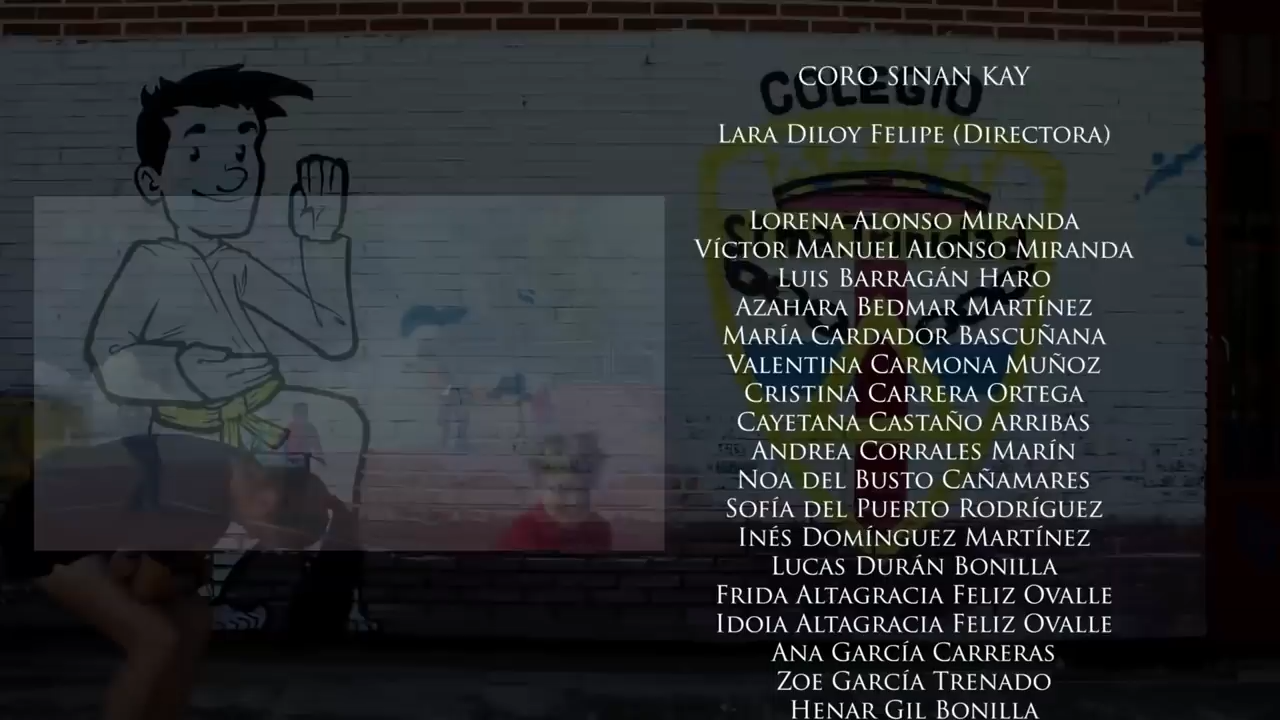 CORO SINAN KAY
LARA DILOY FELIPE (DIRECTORA)
LORENA ALONSO MIRANDA
VÍCTOR MANUEL ALONSO MIRANDA
LUIS BARRAGÁN HARO
AZAHARA BEDMAR MARTÍNEZ
MARÍA CARDADOR BASCUÑANA
VALENTINA CARMONA MUÑOZ
CRISTINA CARRERA ORTEGA
CAYETANA CASTAÑO ARRIBAS
ANDREA CORRALES MARÍN
NOA DEL BUSTO CAÑAMARES
SOFÍA DEL PUERTO RODRÍGUEZ
INÉS DOMÍNGUEZ MARTÍNEZ
LUCAS DURÁN BONILLA
FRIDA ALTAGRACIA FELIZ OVALLE
IDOIA ALTAGRACIA FELIZ OVALLE
ANA GARCÍA CARRERAS
ZOE GARCÍA TRENADO
HENAR GIL BONILLA
COLEGIO